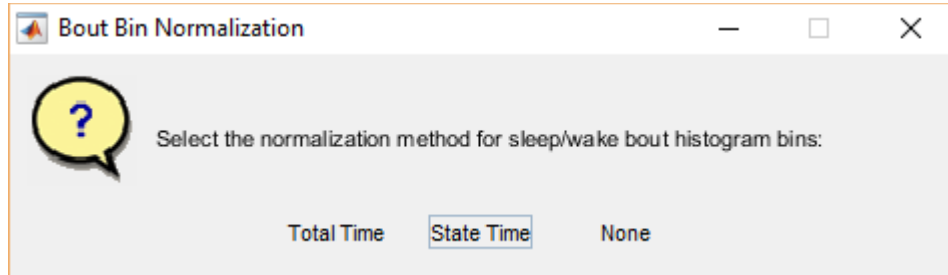 Bout Bin Normalization
?
Select the normalization method for sleep/wake bout histogram bins:
Total Time State Time None